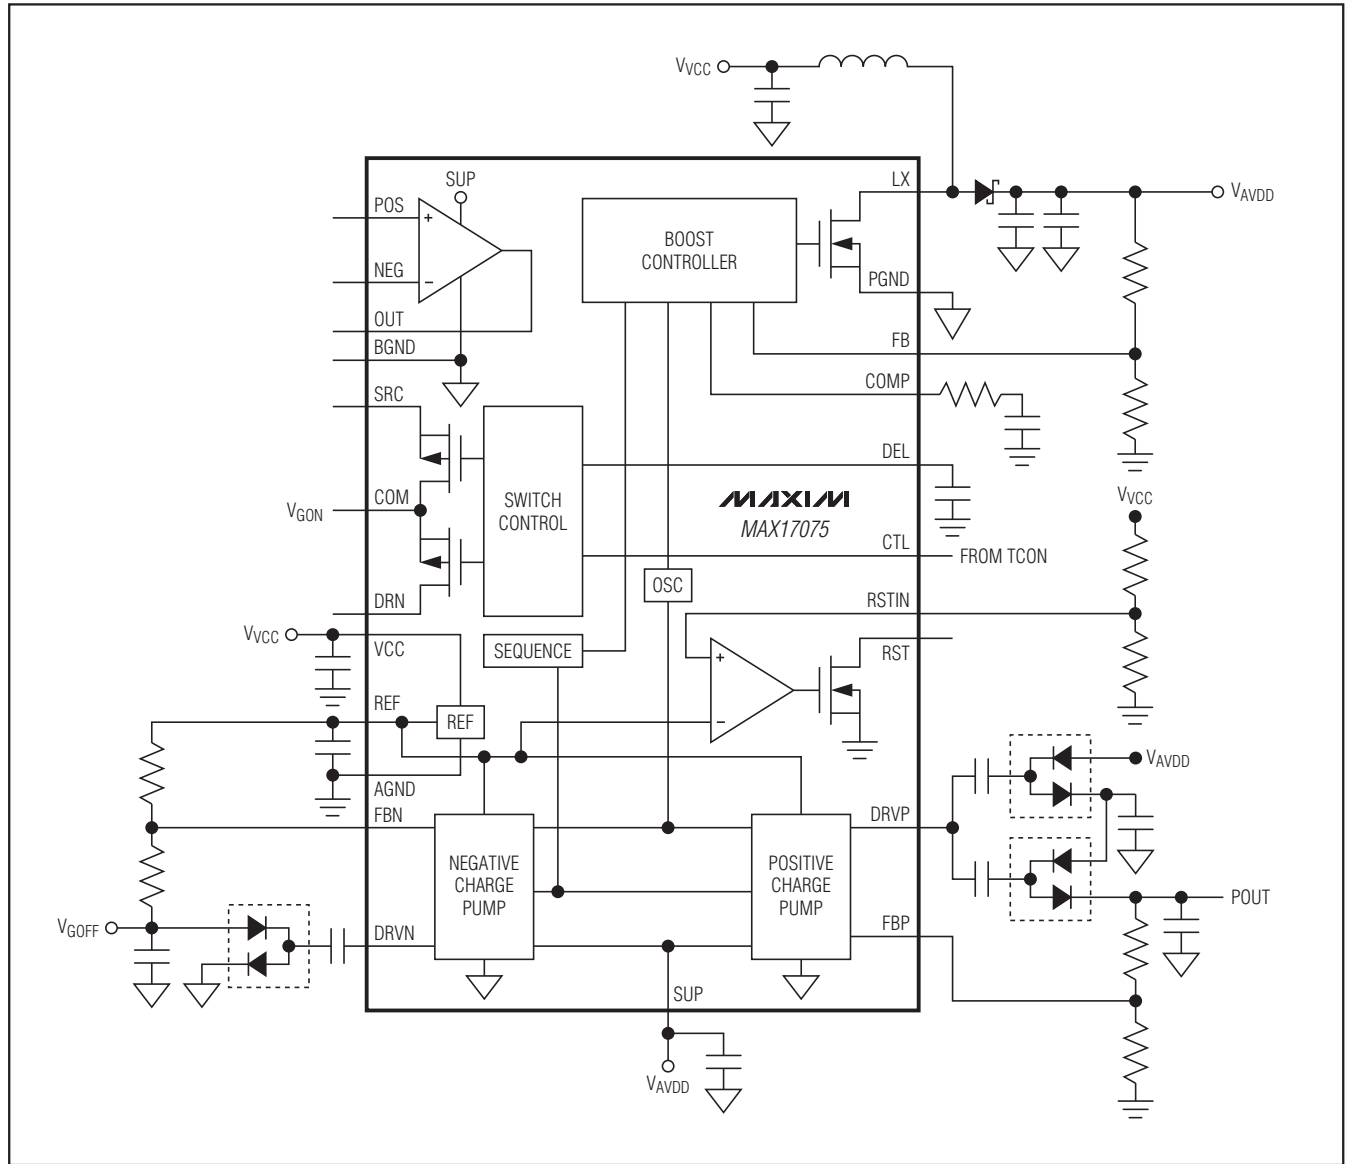 VVCC
LX
VAVDD
SUP
POS
+
NEG
−
OUT
BGND
BOOST
CONTROLLER
PGND
FB
COMP
SRC
COM
VGON
DRN
SWITCH
CONTROL
DEL
MAXIM
MAX17075
CTL
FROM TCON
VVCC
OSC
RSTIN
RST
+
−
VVCC
VCC
SEQUENCE
REF
REF
AGND
FBN
NEGATIVE
CHARGE
PUMP
POSITIVE
CHARGE
PUMP
DRVP
VAVDD
FBP
POUT
VGOFF
DRVN
SUP
VAVDD